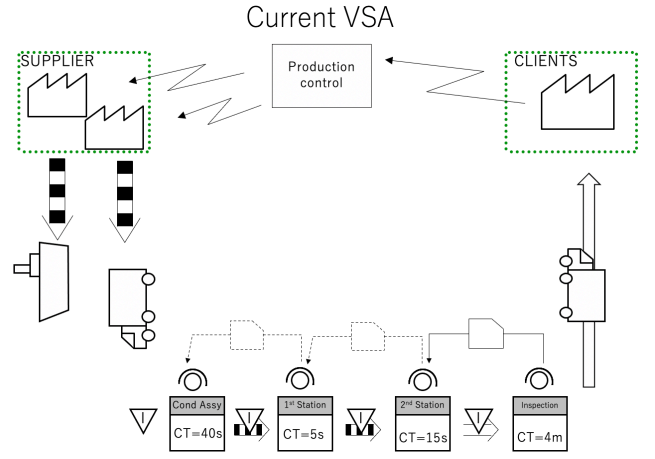 Current VSA
SUPPLIER
Production
control
CLIENTS
Cond Assy
1st Station
2nd Station
Inspection
I
CT=40s
I
CT=5s
I
CT=15s
I
CT=4m